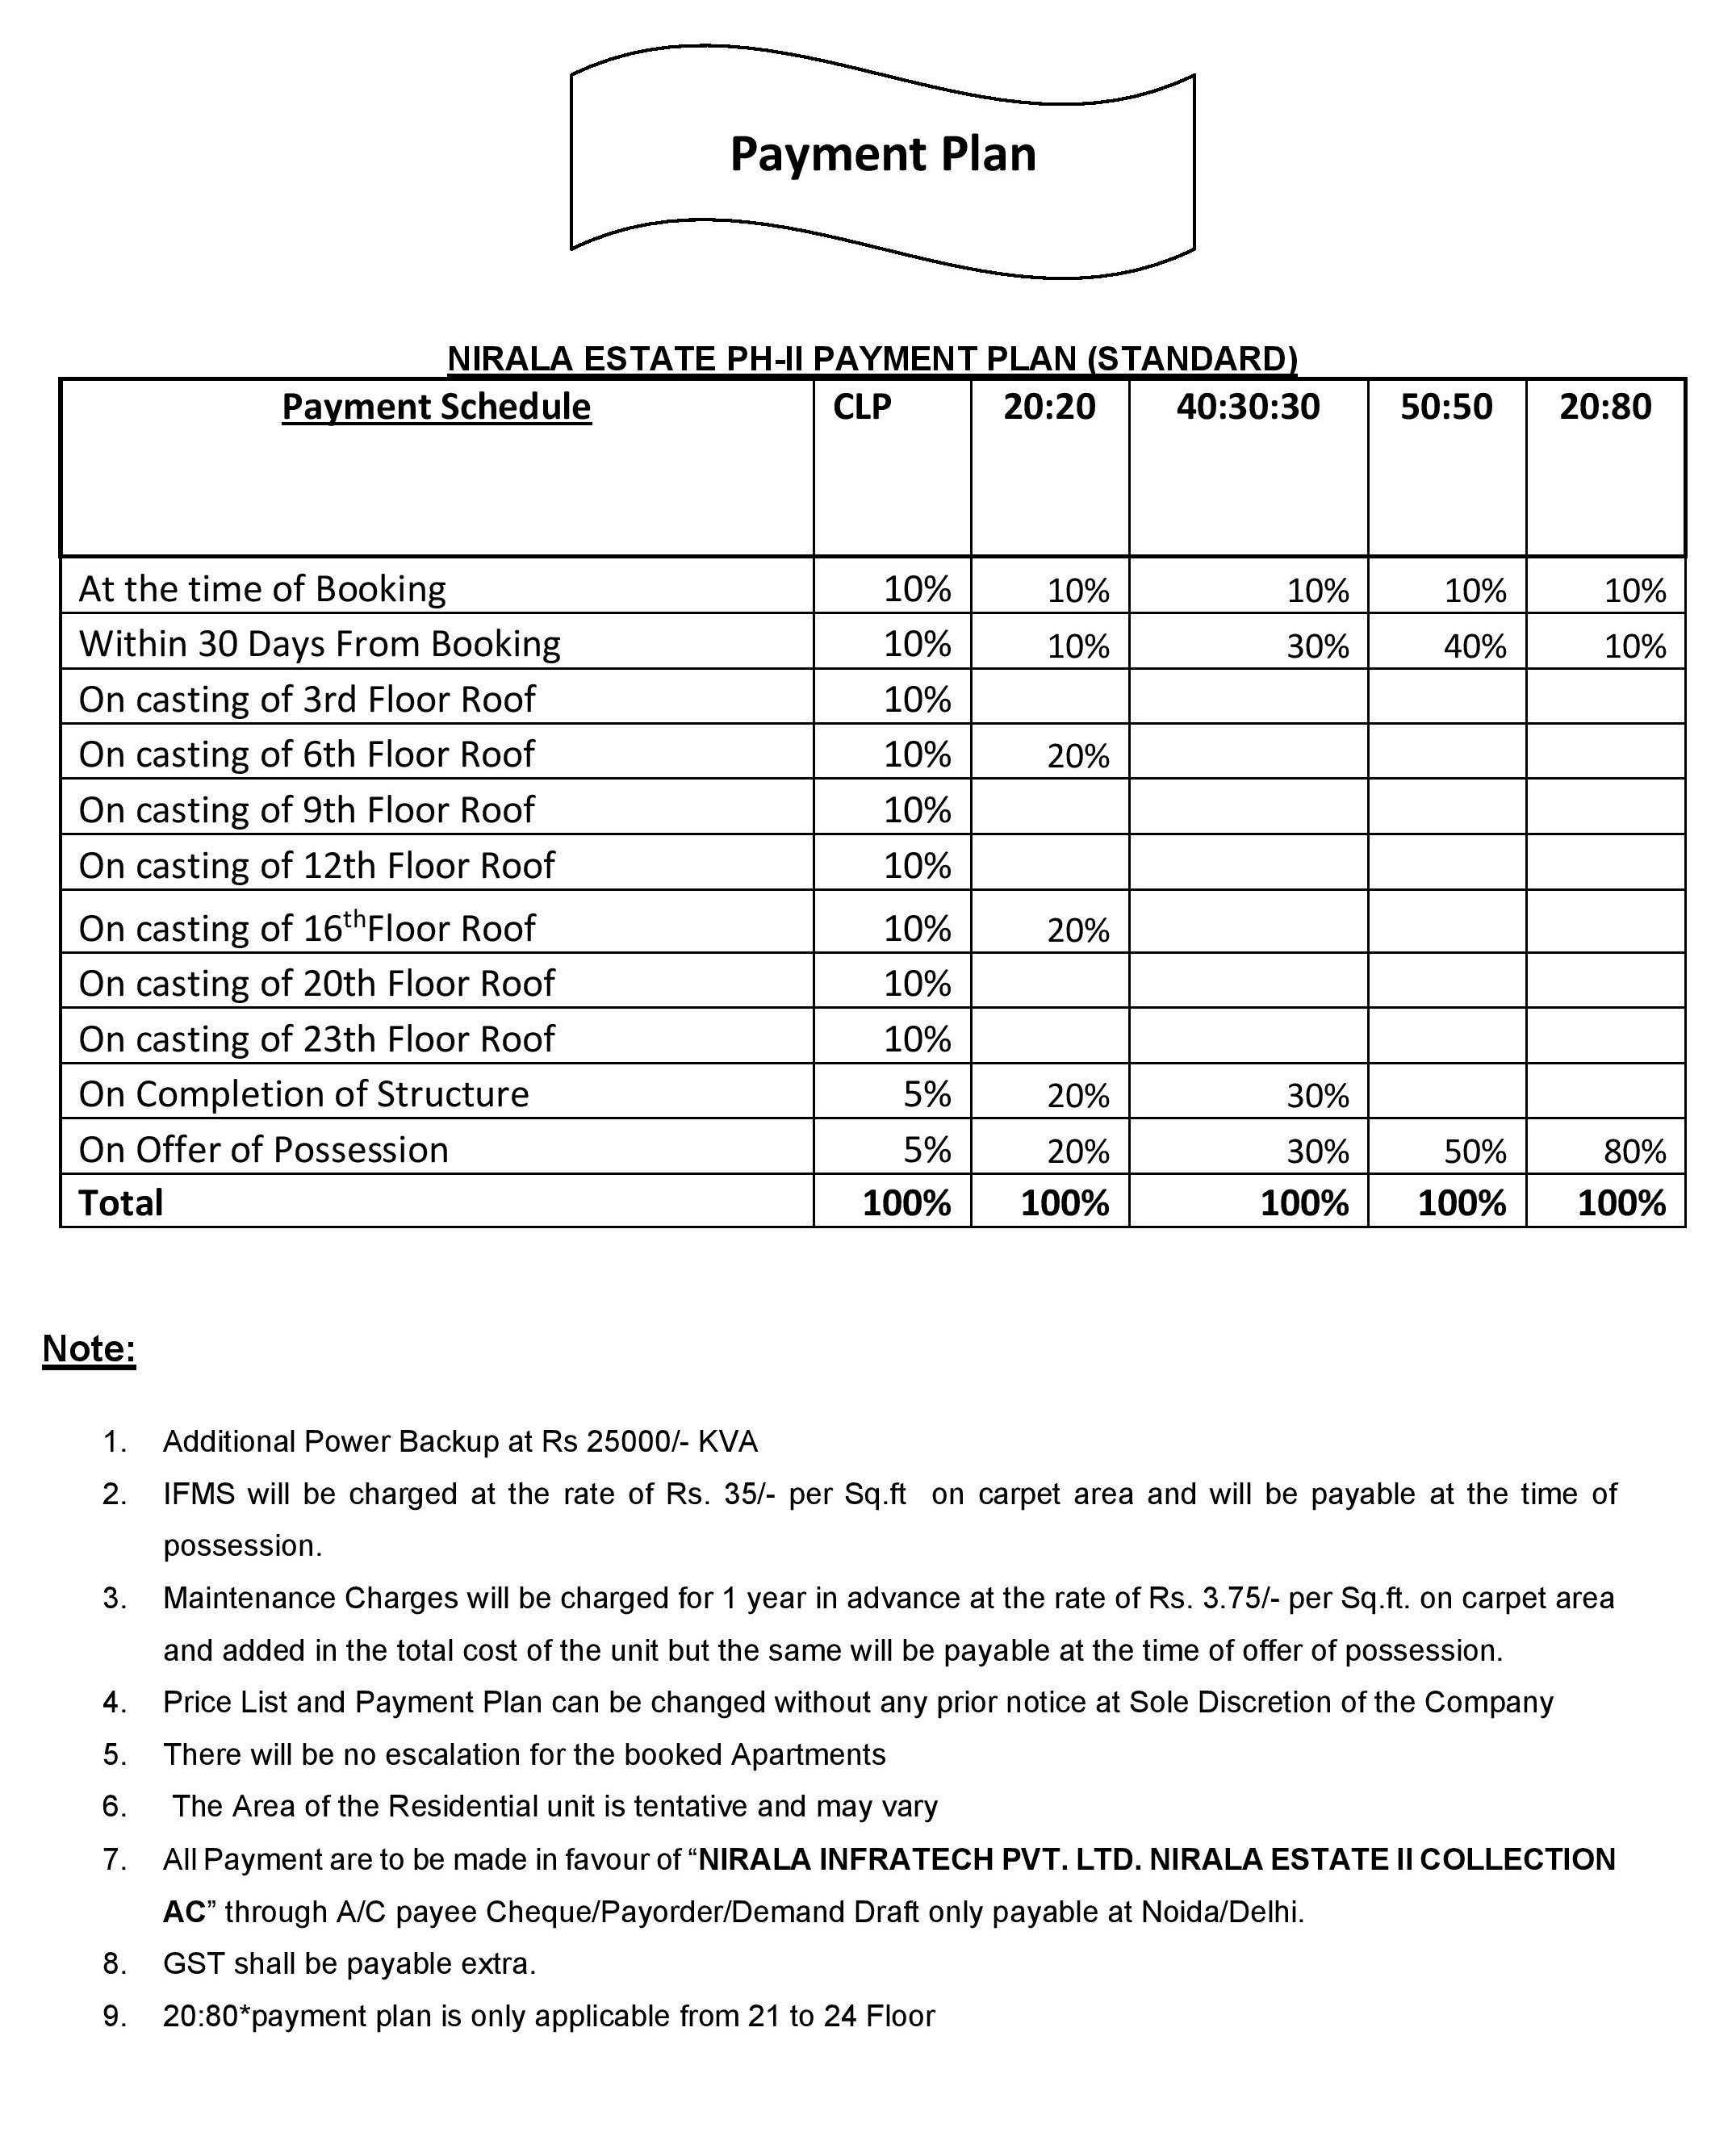 Payment Plan
NIRALA ESTATE PH-II PAYMENT PLAN (STANDARD)
Payment Schedule CLP 20:20 40:30:30 50:50 20:80
At the time of Booking 10% 10% 10% 10% 10%
Within 30 Days From Booking 10% 10% 30% 40% 10%
On casting of 3rd Floor Roof 10%
On casting of 6th Floor Roof 10% 20%
On casting of 9th Floor Roof 10%
On casting of 12th Floor Roof 10%
On casting of 16thFloor Roof 10% 20%
On casting of 20th Floor Roof 10%
On casting of 23th Floor Roof 10%
On Completion of Structure 5% 20% 30%
On Offer of Possession 5% 20% 30% 50% 80%
Total 100% 100% 100% 100% 100%
Note:
1. Additional Power Backup at Rs 25000/- KVA
2. IFMS will be charged at the rate of Rs. 35/- per Sq.ft on carpet area and will be payable at the time of
possession.
3. Maintenance Charges will be charged for 1 year in advance at the rate of Rs. 3.75/- per Sq.ft. on carpet area
and added in the total cost of the unit but the same will be payable at the time of offer of possession.
4. Price List and Payment Plan can be changed without any prior notice at Sole Discretion of the Company
5. There will be no escalation for the booked Apartments
6. The Area of the Residential unit is tentative and may vary
7. All Payment are to be made in favour of “NIRALA INFRATECH PVT. LTD. NIRALA ESTATE II COLLECTION
AC” through A/C payee Cheque/Payorder/Demand Draft only payable at Noida/Delhi.
8. GST shall be payable extra.
9. 20:80*payment plan is only applicable from 21 to 24 Floor